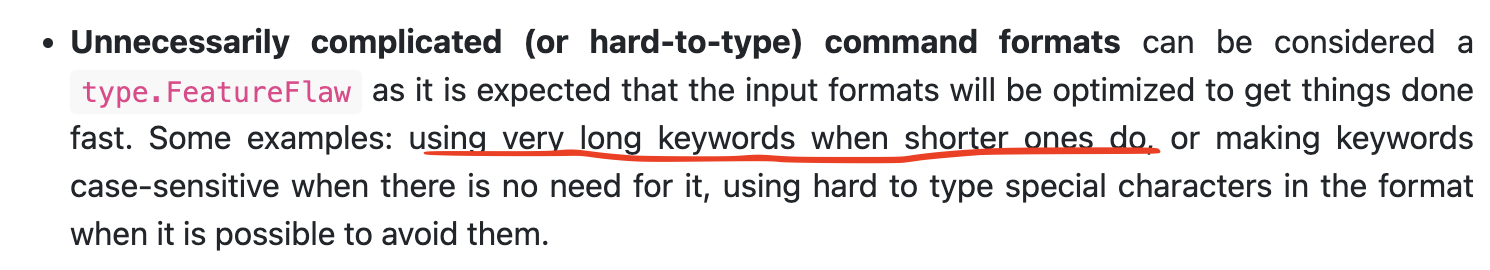 • Unnecessarily complicated (or hard-to-type) command formats can be considered a
type.FeatureFlaw as it is expected that the input formats will be optimized to get things done
fast. Some examples: using very long keywords when shorter ones do, or making keywords
case-sensitive when there is no need for it, using hard to type special characters in the format
when it is possible to avoid them.